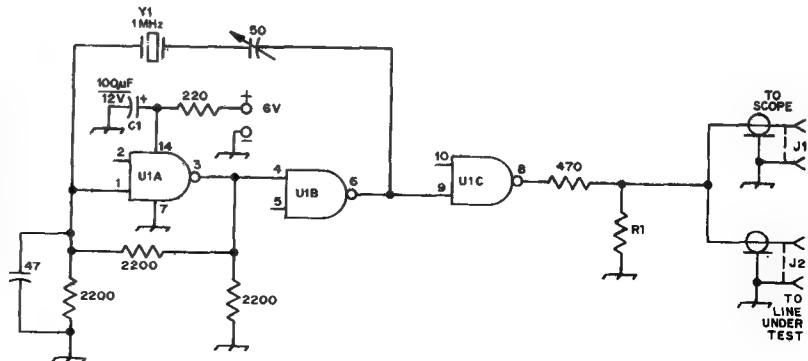 Y1
1MHz
50
100µF
12V
+
C1
220
+
6V
−
14
2
1
U1A
3
7
4
5
U1B
6
10
9
U1C
8
470
R1
TO
SCOPE
J1
J2
TO
LINE
UNDER
TEST
47
2200
2200
2200